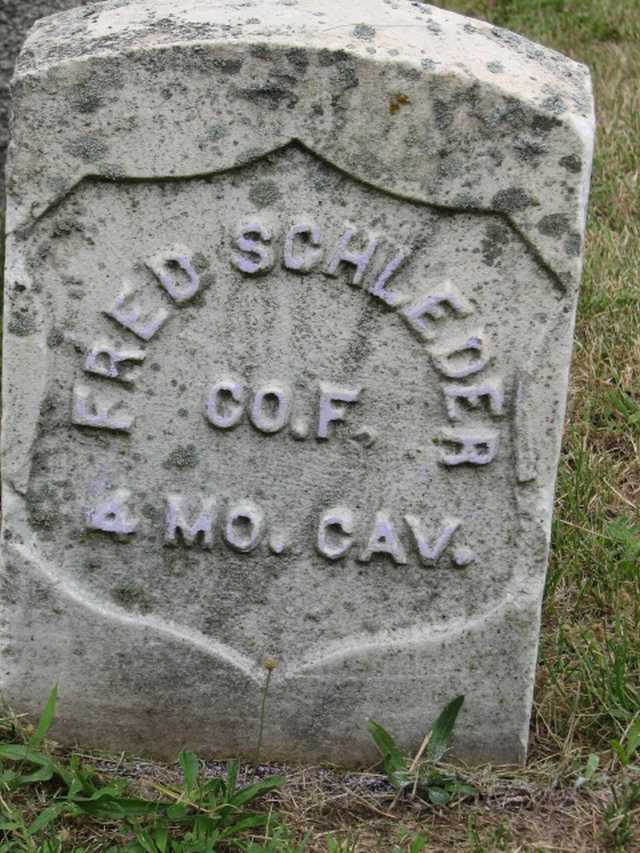 FRED SCHLEDER
CO. F.
4 MO. CAV.